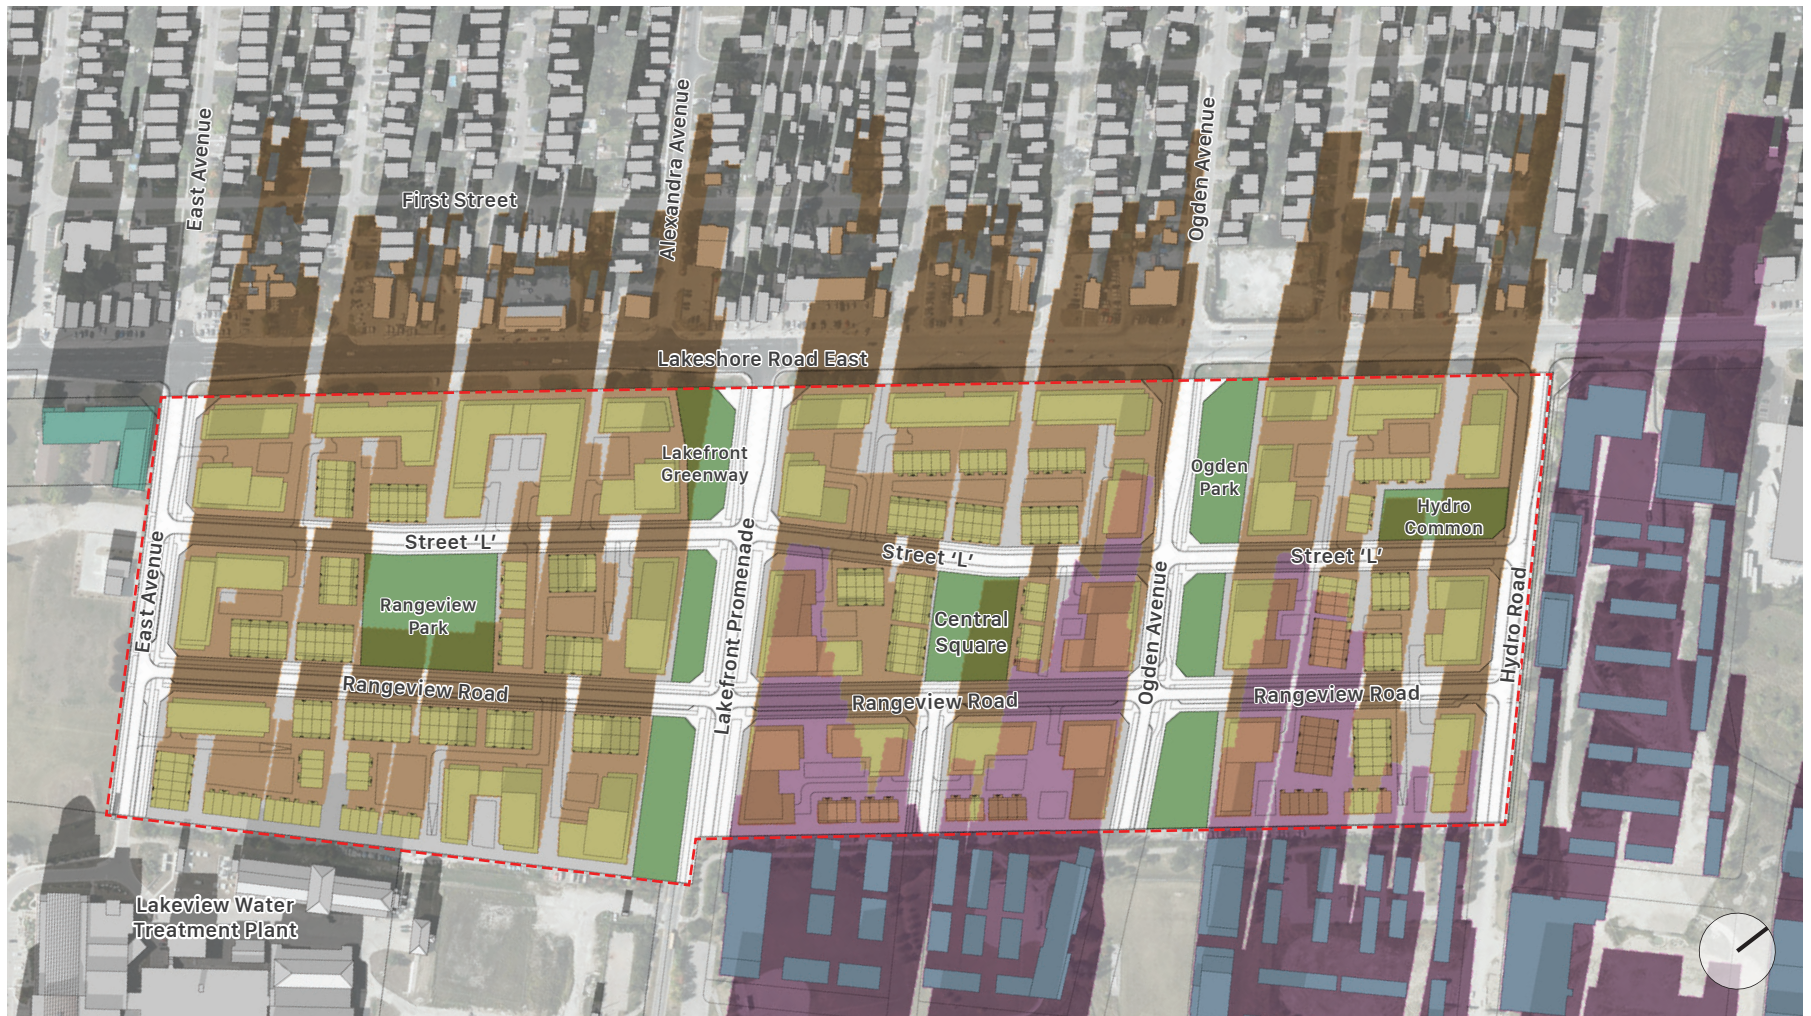 East Avenue
First Street
Alexandra Avenue
Ogden Avenue
Lakeshore Road East
Lakefront
Greenway
Ogden
Park
Hydro
Common
Street ‘L’
Street ‘L’
Street ‘L’
East Avenue
Rangeview
Park
Lakefront Promenade
Central
Square
Ogden Avenue
Hydro Road
Rangeview Road
Rangeview Road
Rangeview Road
Lakeview Water
Treatment Plant